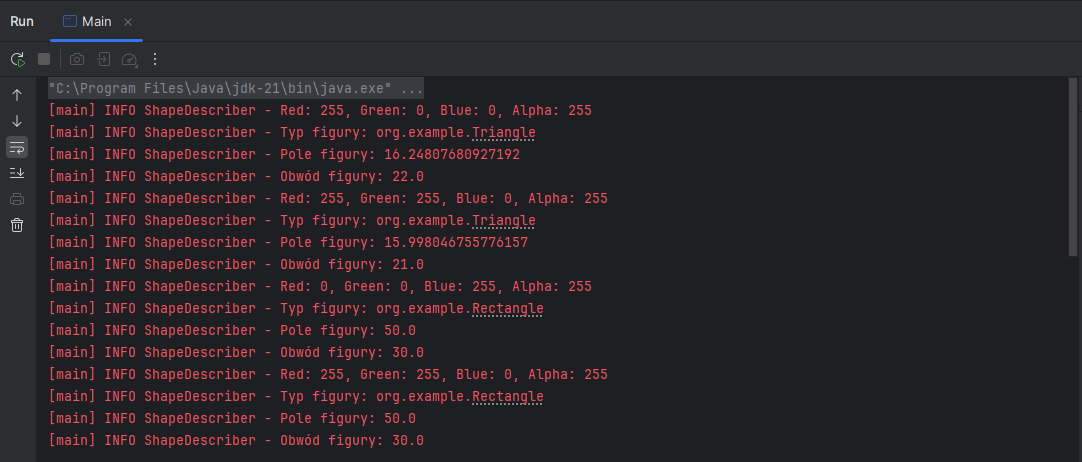 Run Main
"C:\Program Files\Java\jdk-21\bin\java.exe" ...
[main] INFO ShapeDescriber - Red: 255, Green: 0, Blue: 0, Alpha: 255
[main] INFO ShapeDescriber - Typ figury: org.example.Triangle
[main] INFO ShapeDescriber - Pole figury: 16.24807680927192
[main] INFO ShapeDescriber - Obwód figury: 22.0
[main] INFO ShapeDescriber - Red: 255, Green: 255, Blue: 0, Alpha: 255
[main] INFO ShapeDescriber - Typ figury: org.example.Triangle
[main] INFO ShapeDescriber - Pole figury: 15.998046755776157
[main] INFO ShapeDescriber - Obwód figury: 21.0
[main] INFO ShapeDescriber - Red: 0, Green: 0, Blue: 255, Alpha: 255
[main] INFO ShapeDescriber - Typ figury: org.example.Rectangle
[main] INFO ShapeDescriber - Pole figury: 50.0
[main] INFO ShapeDescriber - Obwód figury: 30.0
[main] INFO ShapeDescriber - Red: 255, Green: 255, Blue: 0, Alpha: 255
[main] INFO ShapeDescriber - Typ figury: org.example.Rectangle
[main] INFO ShapeDescriber - Pole figury: 50.0
[main] INFO ShapeDescriber - Obwód figury: 30.0